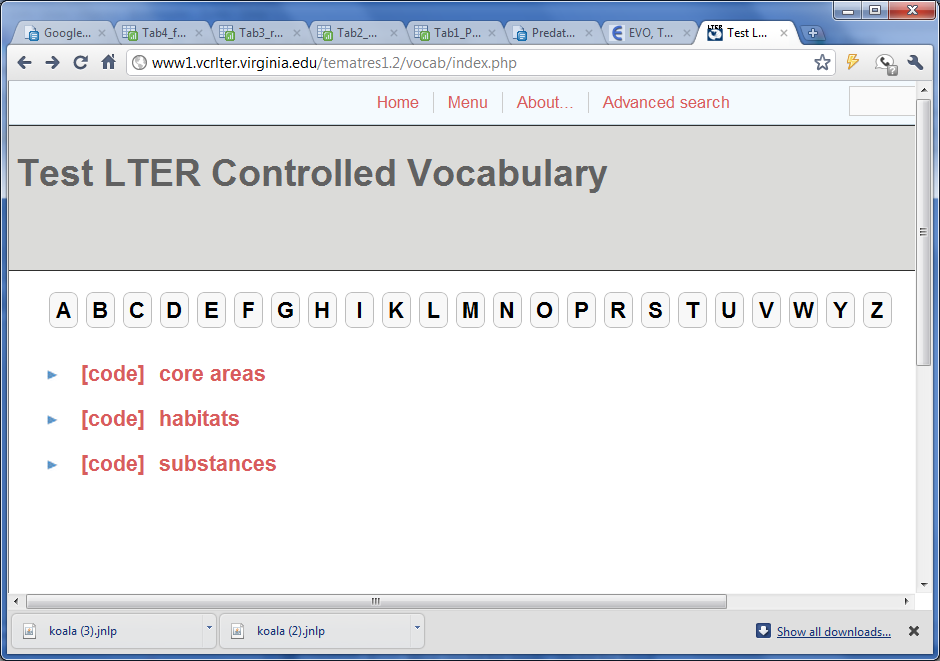 Google... Tab4_f... Tab3_r... Tab2_... Tab1_P... Predat... EVO, T... LTER Test L...
www1.vcrlter.virginia.edu/tematres1.2/vocab/index.php
Home Menu About... Advanced search
Test LTER Controlled Vocabulary
A B C D E F G H I K L M N O P R S T U V W Y Z
[code] core areas
[code] habitats
[code] substances
koala (3).jnlp koala (2).jnlp Show all downloads...